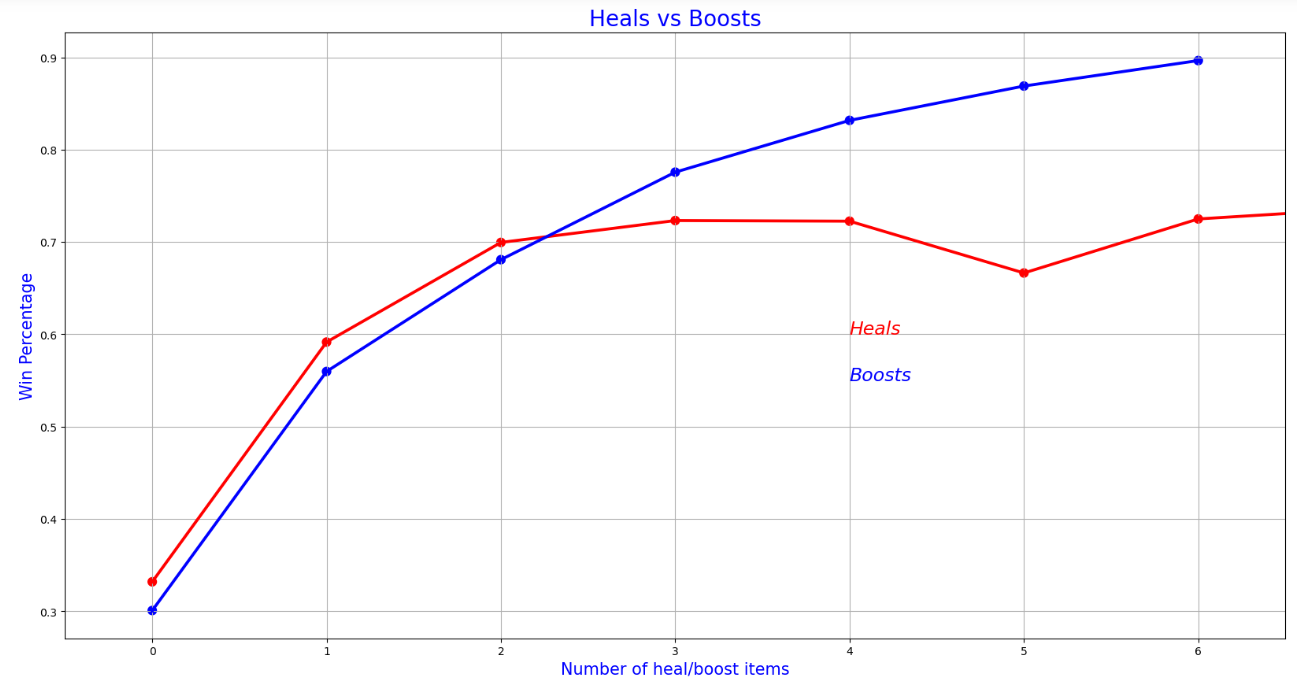 Heals vs Boosts
0.9
0.8
0.7
0.6
0.5
0.4
0.3
Win Percentage
Heals
Boosts
0 1 2 3 4 5 6
Number of heal/boost items